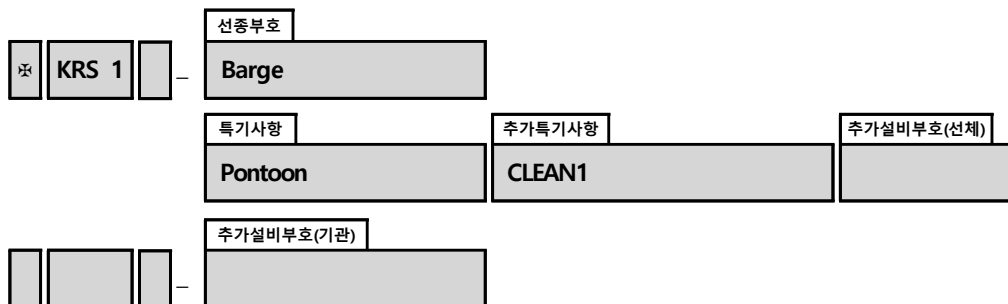 선종부호
✠ KRS 1 – Barge
특기사항 추가특기사항 추가설비부호(선체)
Pontoon CLEAN1
추가설비부호(기관)
–